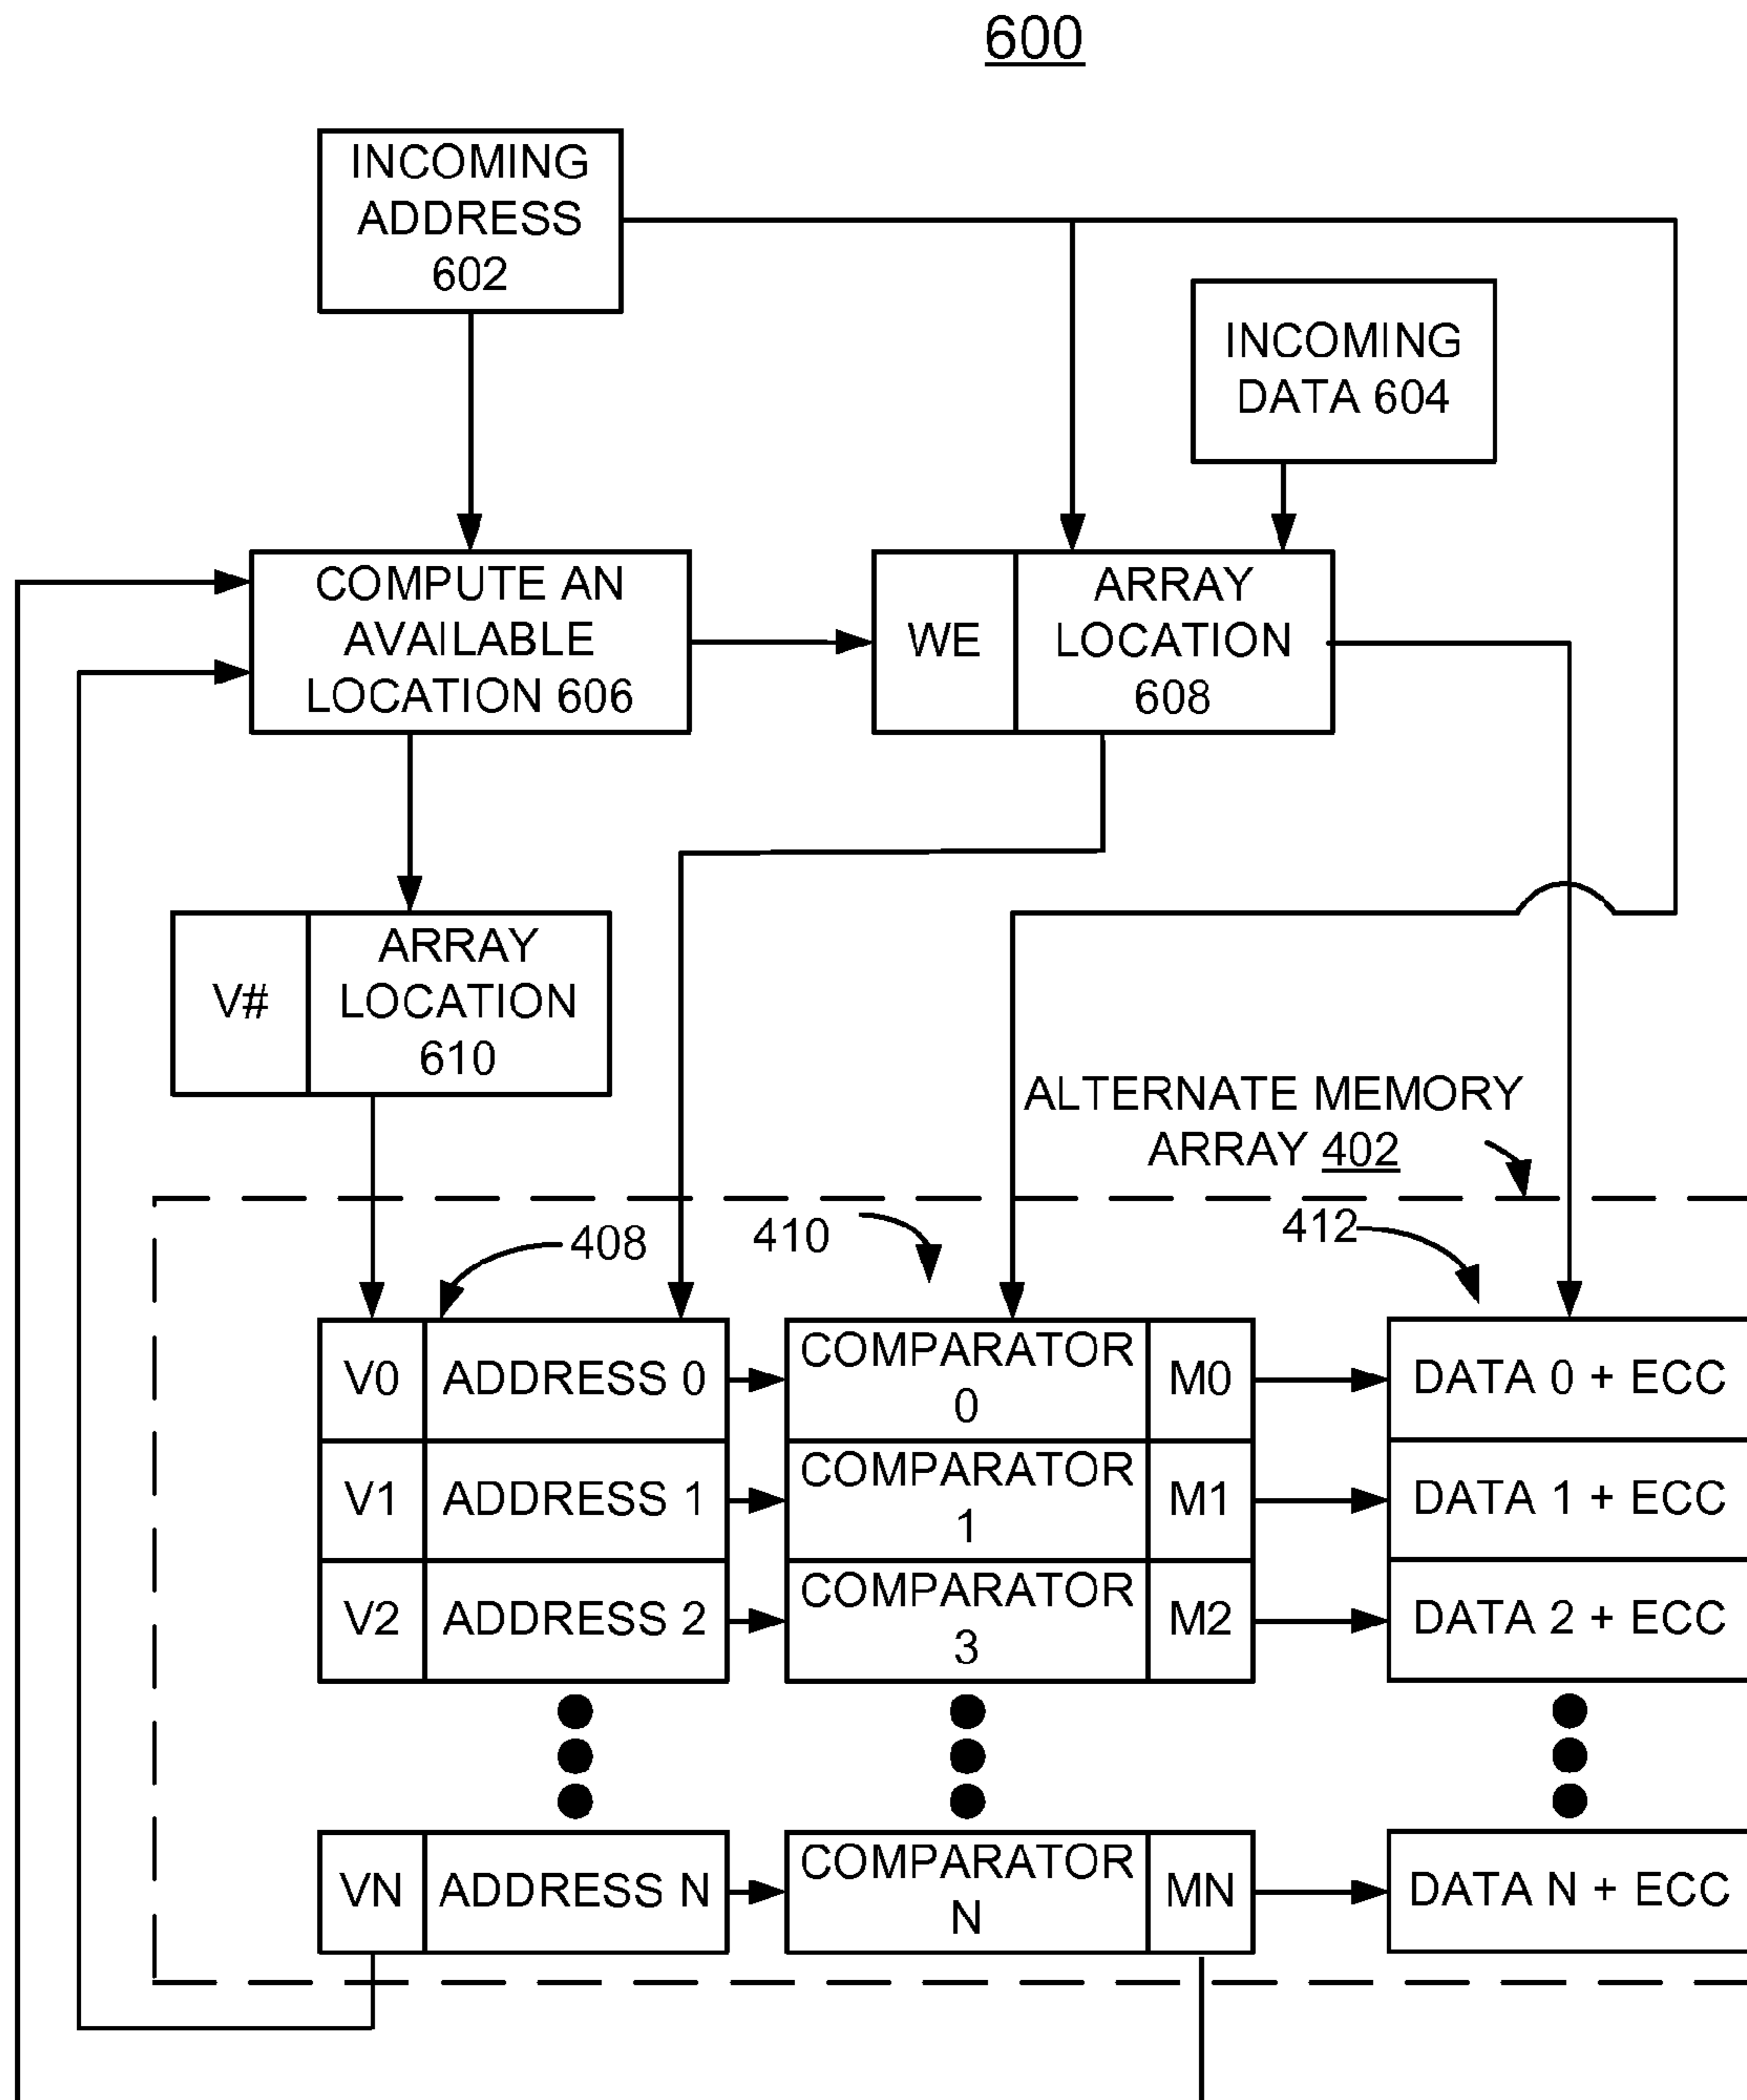 600
INCOMING
ADDRESS
602
INCOMING
DATA 604
COMPUTE AN
AVAILABLE
LOCATION 606
WE
ARRAY
LOCATION
608
V#
ARRAY
LOCATION
610
ALTERNATE MEMORY
ARRAY 402
408
410
412
V0
ADDRESS 0
COMPARATOR
0
M0
DATA 0 + ECC
V1
ADDRESS 1
COMPARATOR
1
M1
DATA 1 + ECC
V2
ADDRESS 2
COMPARATOR
3
M2
DATA 2 + ECC
VN
ADDRESS N
COMPARATOR
N
MN
DATA N + ECC